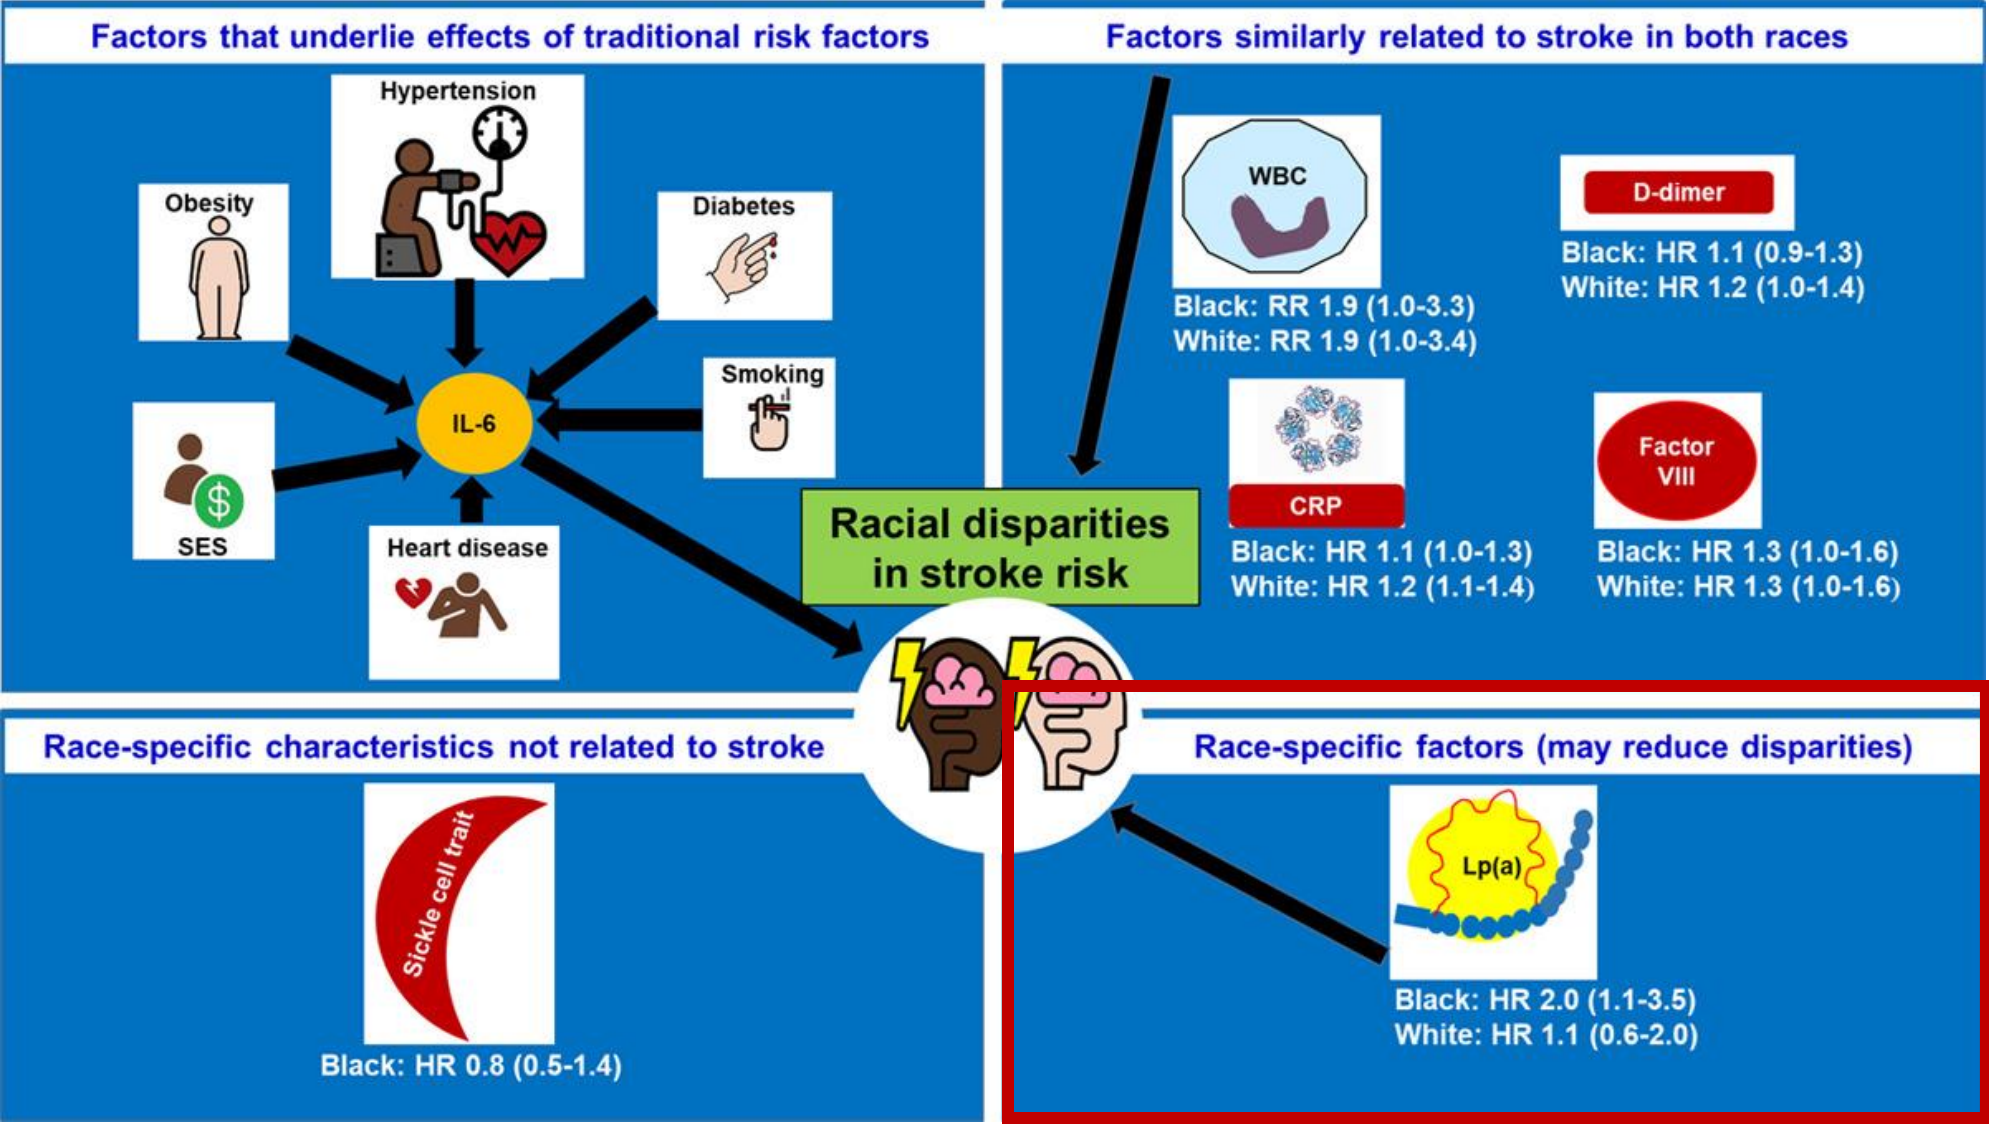 Factors that underlie effects of traditional risk factors
Hypertension
Obesity
Diabetes
Smoking
IL-6
SES
Heart disease
Factors similarly related to stroke in both races
WBC
Black: RR 1.9 (1.0-3.3)
White: RR 1.9 (1.0-3.4)
D-dimer
Black: HR 1.1 (0.9-1.3)
White: HR 1.2 (1.0-1.4)
CRP
Black: HR 1.1 (1.0-1.3)
White: HR 1.2 (1.1-1.4)
Factor
VIII
Black: HR 1.3 (1.0-1.6)
White: HR 1.3 (1.0-1.6)
Racial disparities
in stroke risk
Race-specific characteristics not related to stroke
Sickle cell trait
Black: HR 0.8 (0.5-1.4)
Race-specific factors (may reduce disparities)
Lp(a)
Black: HR 2.0 (1.1-3.5)
White: HR 1.1 (0.6-2.0)